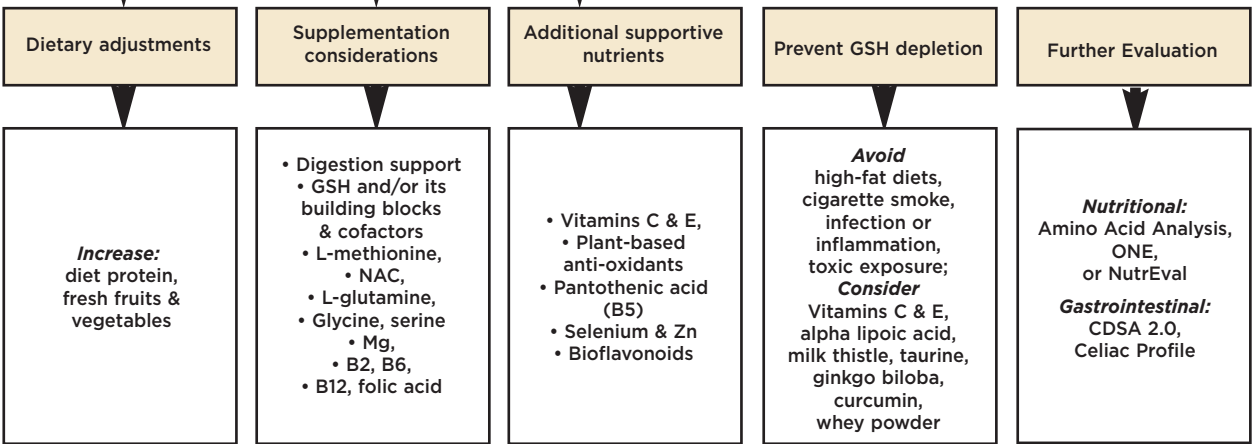 Dietary adjustments
Increase:
diet protein,
fresh fruits &
vegetables
Supplementation
considerations
• Digestion support
• GSH and/or its
building blocks
& cofactors
• L-methionine,
• NAC,
• L-glutamine,
• Glycine, serine
• Mg,
• B2, B6,
• B12, folic acid
Additional supportive
nutrients
• Vitamins C & E,
• Plant-based
anti-oxidants
• Pantothenic acid
(B5)
• Selenium & Zn
• Bioflavonoids
Prevent GSH depletion
Avoid
high-fat diets,
cigarette smoke,
infection or
inflammation,
toxic exposure;
Consider
Vitamins C & E,
alpha lipoic acid,
milk thistle, taurine,
ginkgo biloba,
curcumin,
whey powder
Further Evaluation
Nutritional:
Amino Acid Analysis,
ONE,
or NutrEval
Gastrointestinal:
CDSA 2.0,
Celiac Profile